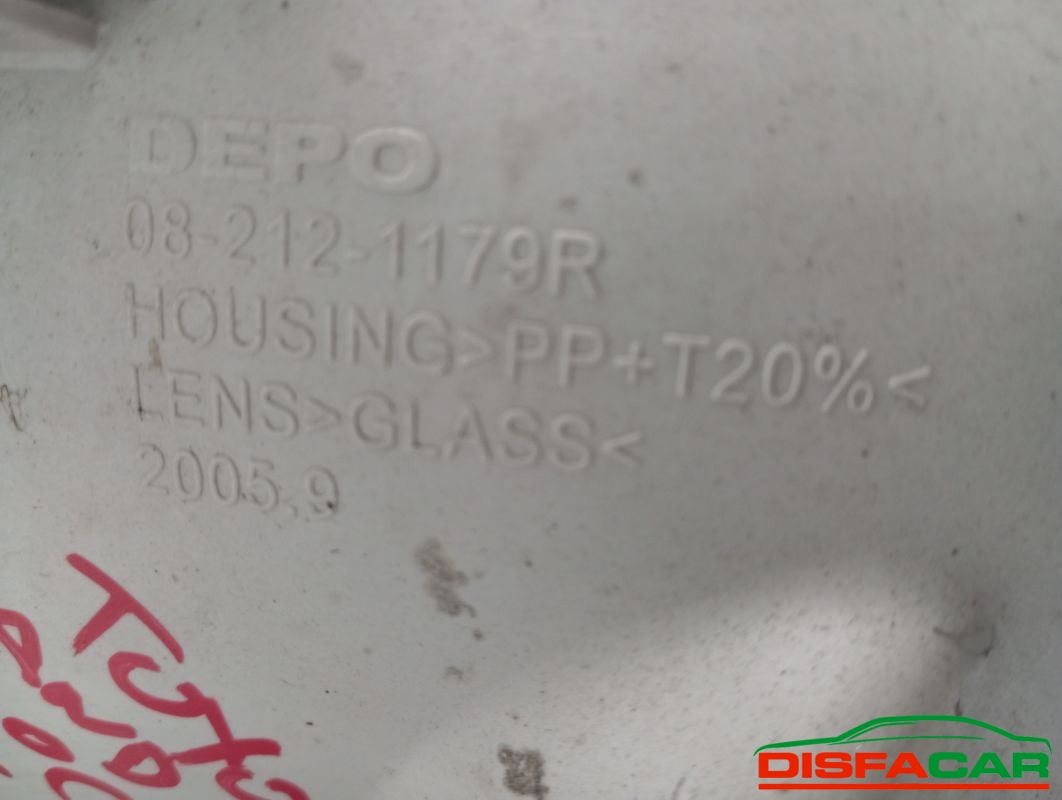 DEPO
08-212-1179R
HOUSING>PP+T20%<
LENS>GLASS<
2005.9
DISFACAR